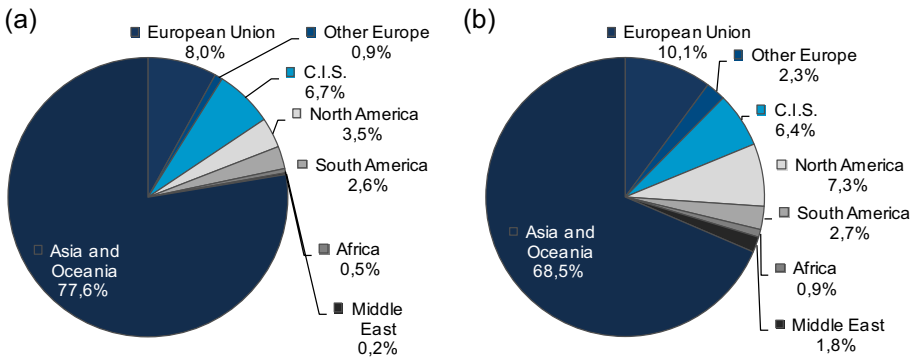 (a)
European Union
8,0%
Other Europe
0,9%
C.I.S.
6,7%
North America
3,5%
South America
2,6%
Africa
0,5%
Middle
East
0,2%
Asia and
Oceania
77,6%
(b)
European Union
10,1%
Other Europe
2,3%
C.I.S.
6,4%
North America
7,3%
South America
2,7%
Africa
0,9%
Middle East
1,8%
Asia and
Oceania
68,5%